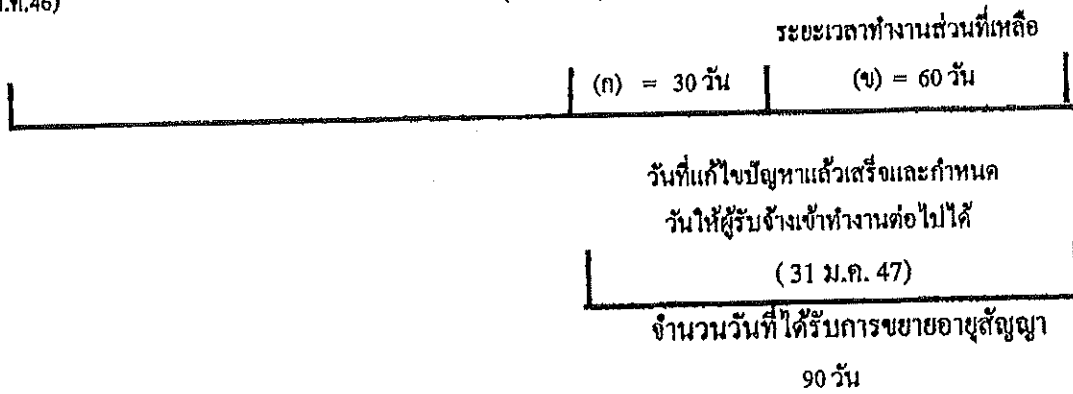 .ท.46)
ระยะเวลาทำงานส่วนที่เหลือ
(ก) = 30 วัน
(ข) = 60 วัน
วันที่แก้ไขปัญหาแล้วเสร็จและกำหนด
วันให้ผู้รับจ้างเข้าทำงานต่อไปได้
( 31 ม.ค. 47)
จำนวนวันที่ได้รับการขยายอายุสัญญา
90 วัน